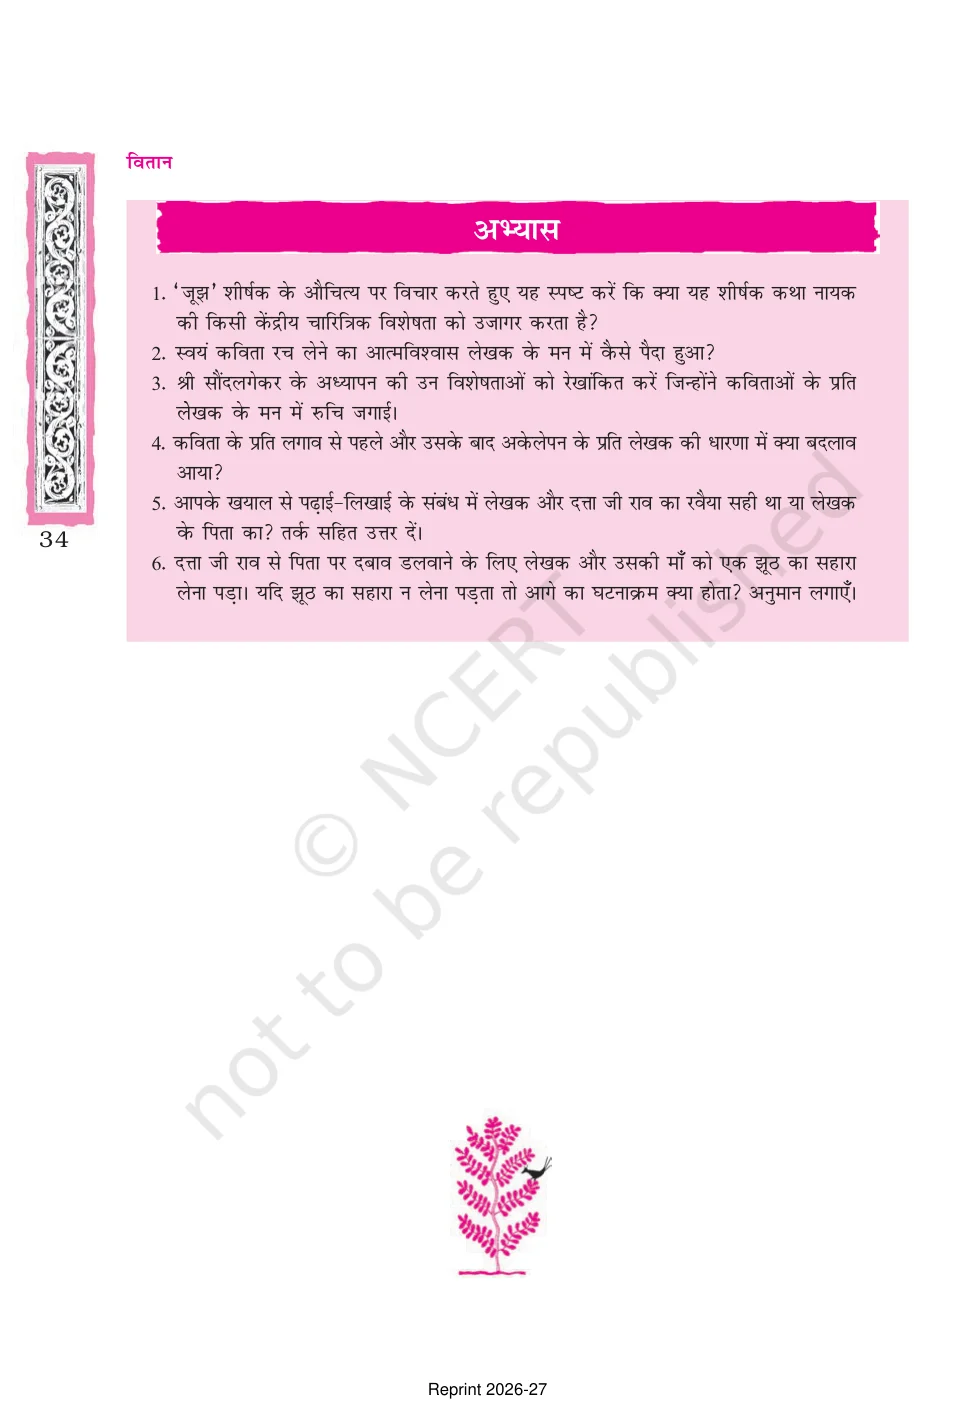 वितान
अभ्यास
1. ‘जूझ’ शीर्षक के औचित्य पर विचार करते हुए यह स्पष्ट करें कि क्या यह शीर्षक कथा नायक
की किसी केंद्रीय चारित्रिक विशेषता को उजागर करता है?
2. स्वयं कविता रच लेने का आत्मविश्वास लेखक के मन में कैसे पैदा हुआ?
3. श्री सौंदलगेकर के अध्यापन की उन विशेषताओं को रेखांकित करें जिन्होंने कविताओं के प्रति
लेखक के मन में रुचि जगाई।
4. कविता के प्रति लगाव से पहले और उसके बाद अकेलेपन के प्रति लेखक की धारणा में क्या बदलाव
आया?
5. आपके खयाल से पढ़ाई-लिखाई के संबंध में लेखक और दत्ता जी राव का रवैया सही था या लेखक
के पिता का? तर्क सहित उत्तर दें।
34
6. दत्ता जी राव से पिता पर दबाव डलवाने के लिए लेखक और उसकी माँ को एक झूठ का सहारा
लेना पड़ा। यदि झूठ का सहारा न लेना पड़ता तो आगे का घटनाक्रम क्या होता? अनुमान लगाएँ।
© NCERT
not to be republished
Reprint 2026-27